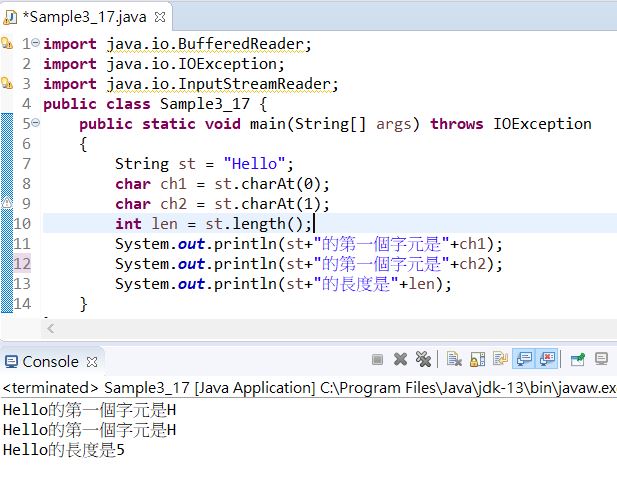 *Sample3_17.java
1 import java.io.BufferedReader;
2 import java.io.IOException;
3 import java.io.InputStreamReader;
4 public class Sample3_17 {
5 public static void main(String[] args) throws IOException
6 {
7 String st = "Hello";
8 char ch1 = st.charAt(0);
9 char ch2 = st.charAt(1);
10 int len = st.length();
11 System.out.println(st+"的第一個字元是"+ch1);
12 System.out.println(st+"的第一個字元是"+ch2);
13 System.out.println(st+"的長度是"+len);
14 }
Console
<terminated> Sample3_17 [Java Application] C:\Program Files\Java\jdk-13\bin\javaw.exe
Hello的第一個字元是H
Hello的第一個字元是H
Hello的長度是5